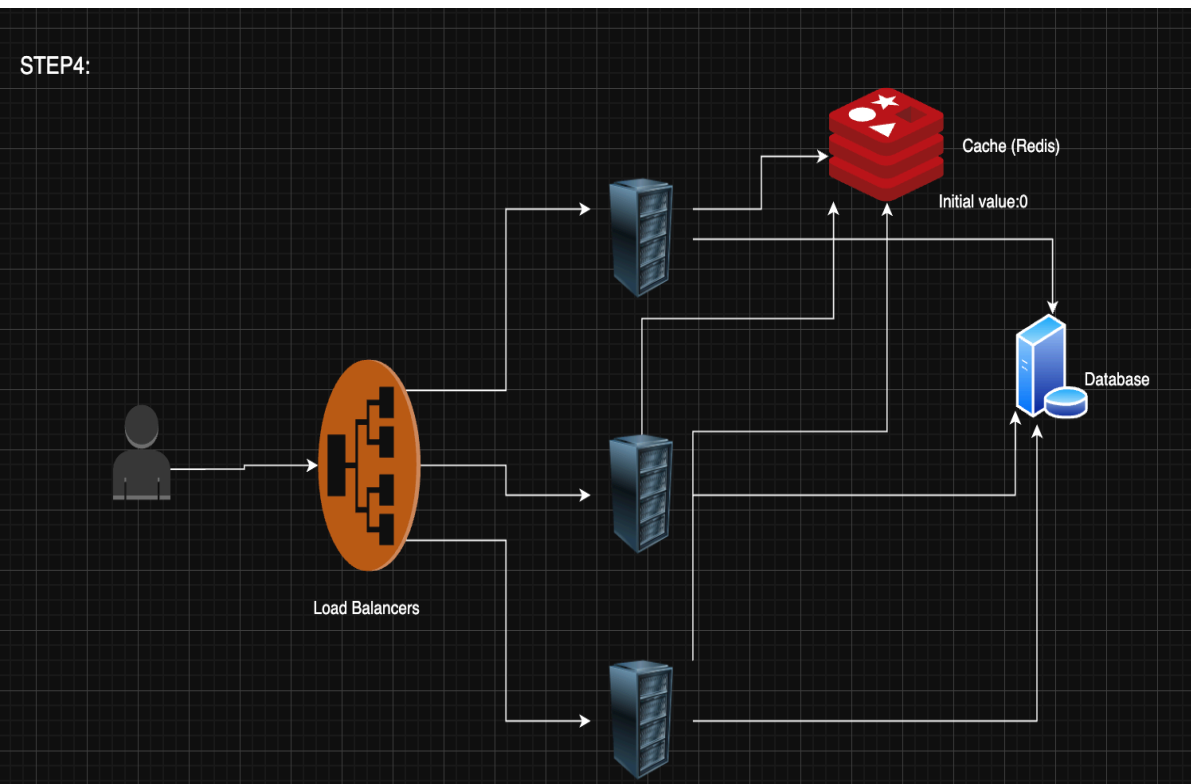 STEP4:
Cache (Redis)
Initial value:0
Database
Load Balancers